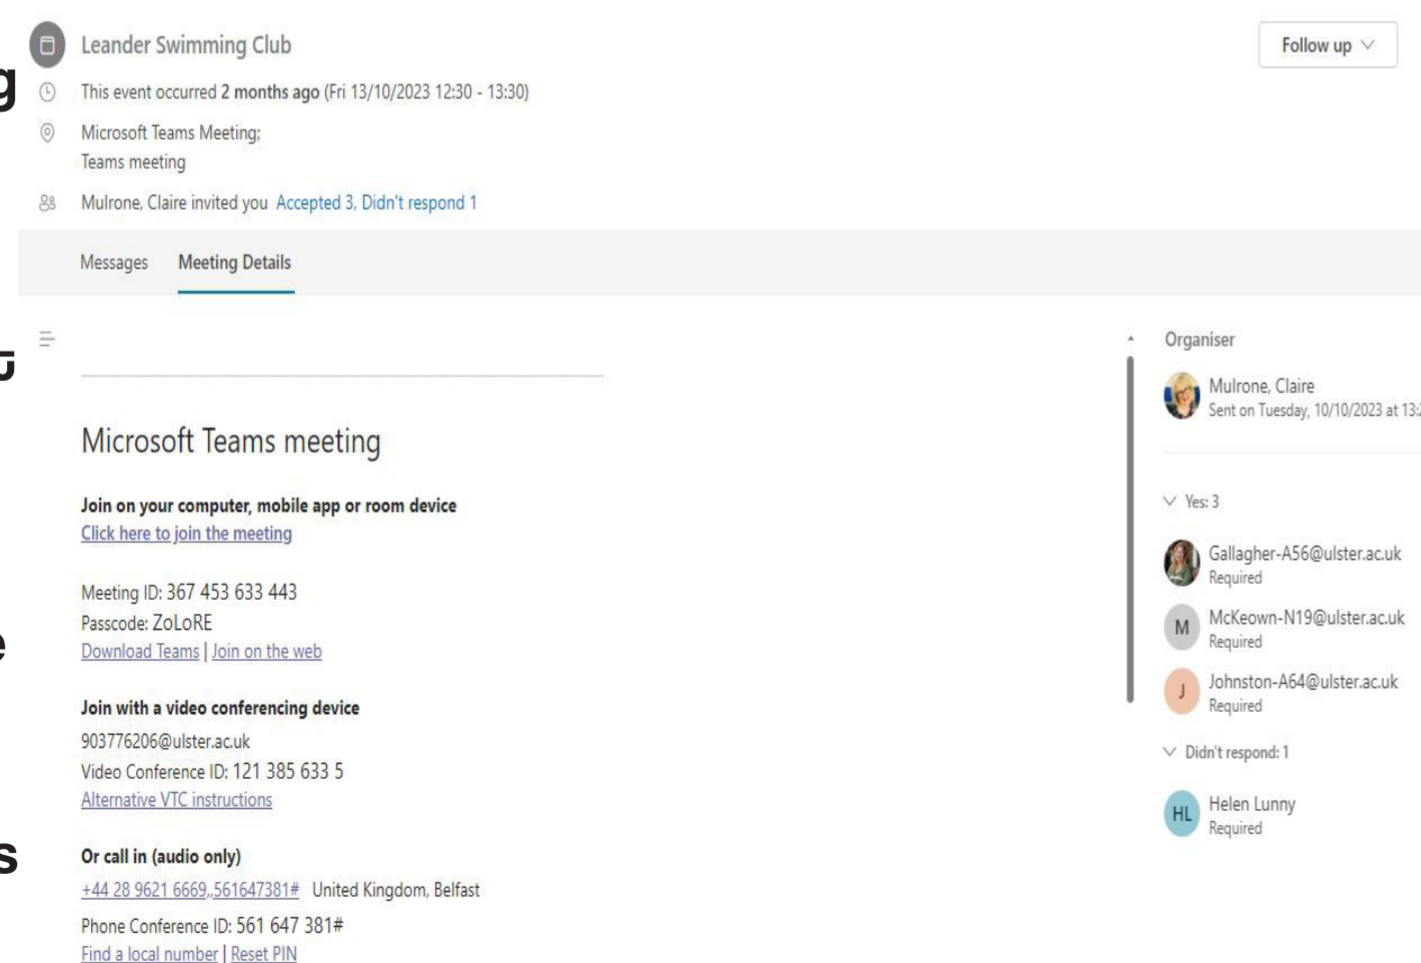 Leander Swimming Club
Follow up
This event occurred 2 months ago (Fri 13/10/2023 12:30 - 13:30)
Microsoft Teams Meeting;
Teams meeting
Mulrone, Claire invited you Accepted 3, Didn't respond 1
Messages Meeting Details
Microsoft Teams meeting
Join on your computer, mobile app or room device
Click here to join the meeting
Meeting ID: 367 453 633 443
Passcode: ZoLoRE
Download Teams | Join on the web
Join with a video conferencing device
903776206@ulster.ac.uk
Video Conference ID: 121 385 633 5
Alternative VTC instructions
Or call in (audio only)
+44 28 9621 6669,,561647381# United Kingdom, Belfast
Phone Conference ID: 561 647 381#
Find a local number | Reset PIN
Organiser
Mulrone, Claire
Sent on Tuesday, 10/10/2023 at
Yes: 3
Gallagher-A56@ulster.ac.uk
Required
M
McKeown-N19@ulster.ac.uk
Required
J
Johnston-A64@ulster.ac.uk
Required
Didn't respond: 1
HL
Helen Lunny
Required